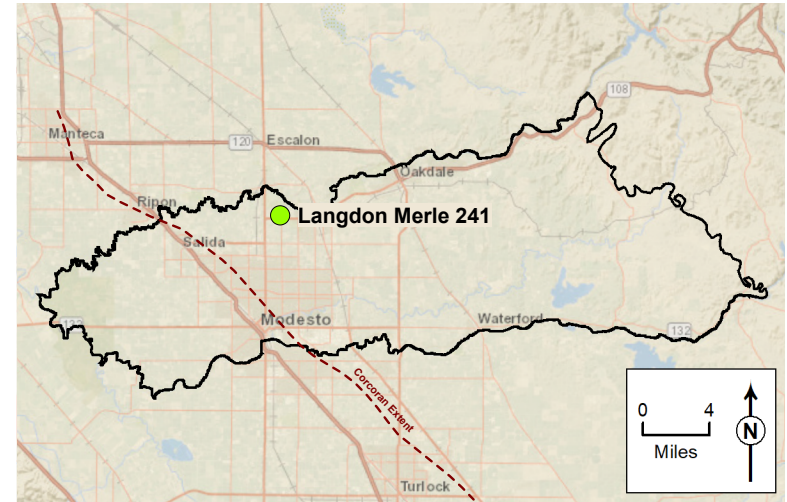 108
Manteca
120
Escalon
Oakdale
Ripon
Langdon Merle 241
Salida
132
Modesto
Waterford
132
Corcoran Extent
Turlock
0 4
Miles
N